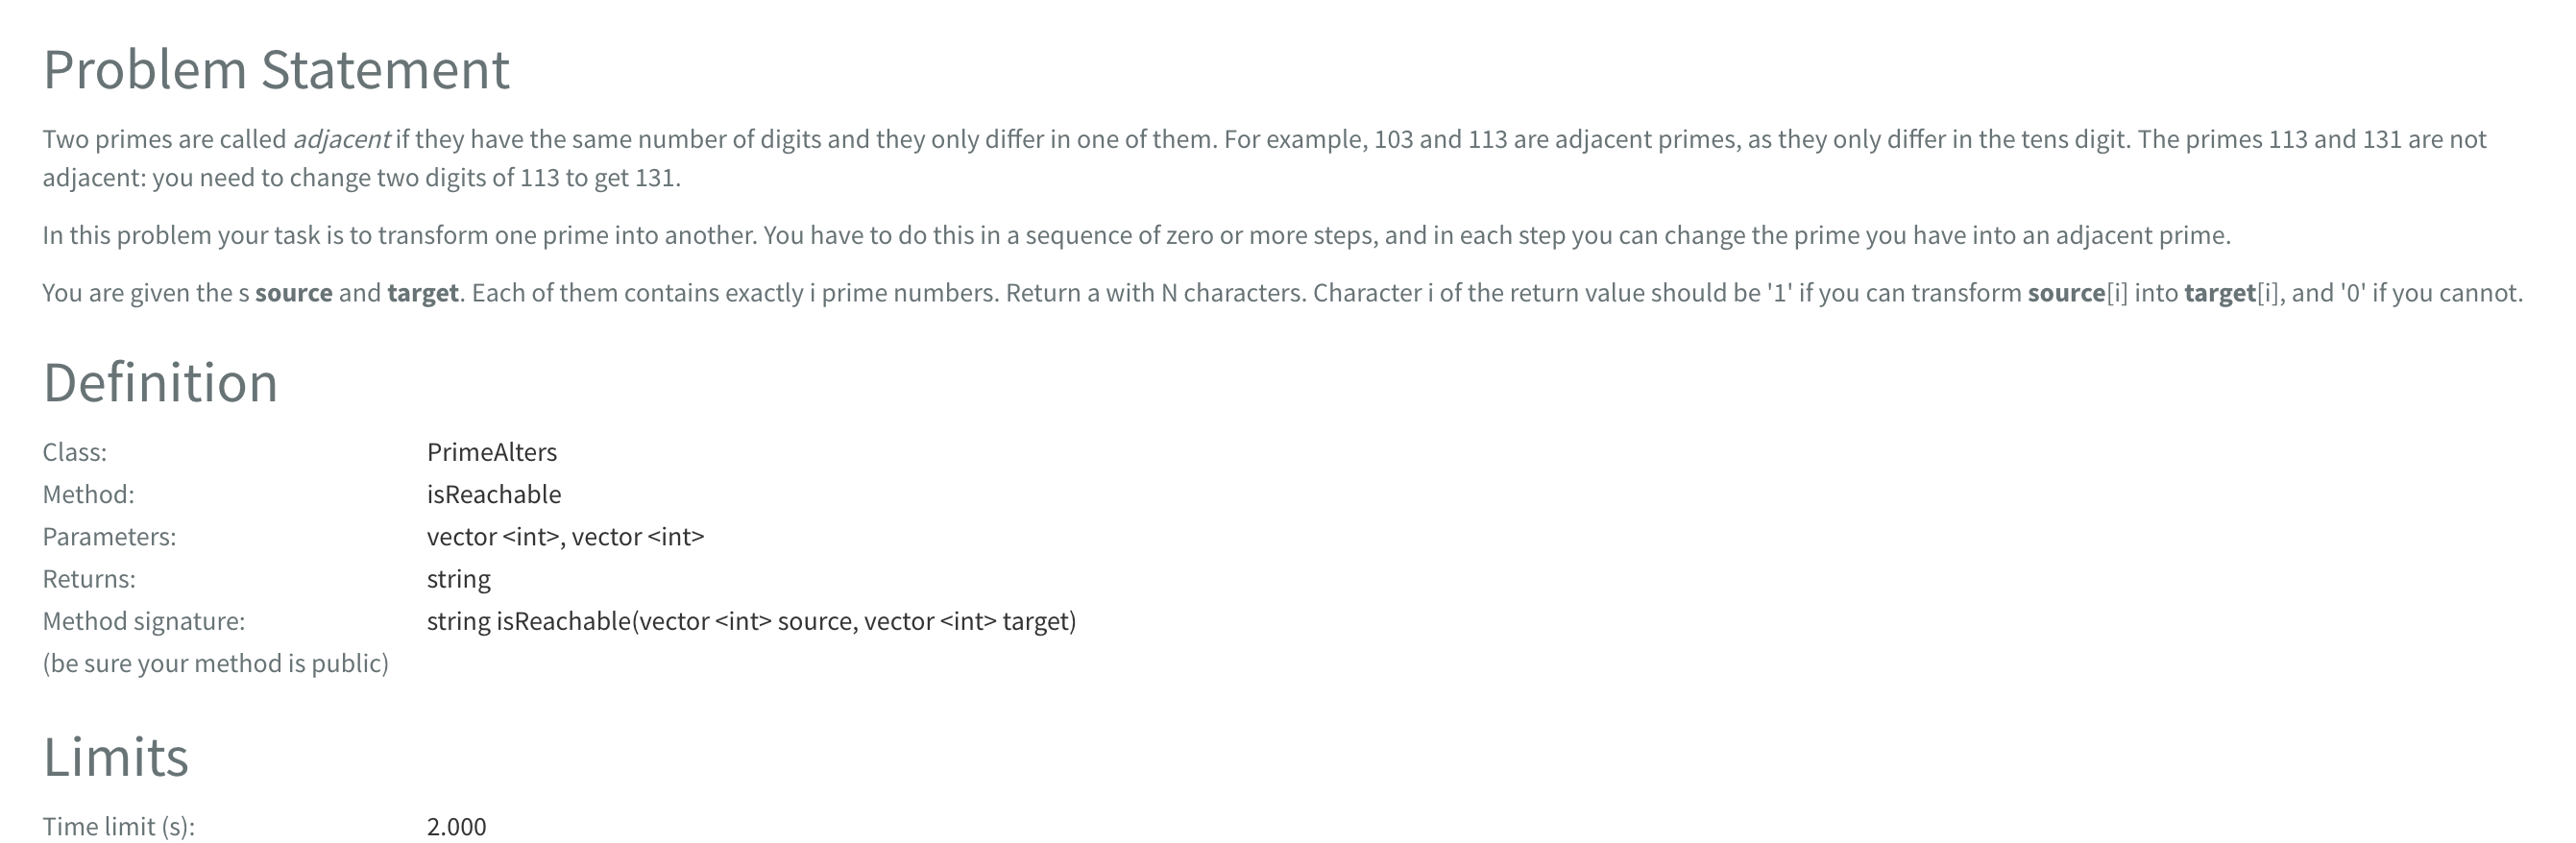 Problem Statement
Two primes are called adjacent if they have the same number of digits and they only differ in one of them. For example, 103 and 113 are adjacent primes, as they only differ in the tens digit. The primes 113 and 131 are not
adjacent: you need to change two digits of 113 to get 131.
In this problem your task is to transform one prime into another. You have to do this in a sequence of zero or more steps, and in each step you can change the prime you have into an adjacent prime.
You are given the s source and target. Each of them contains exactly i prime numbers. Return a with N characters. Character i of the return value should be '1' if you can transform source[i] into target[i], and '0' if you cannot.
Definition
Class: PrimeAlters
Method: isReachable
Parameters: vector <int>, vector <int>
Returns: string
Method signature: string isReachable(vector <int> source, vector <int> target)
(be sure your method is public)
Limits
Time limit (s): 2.000